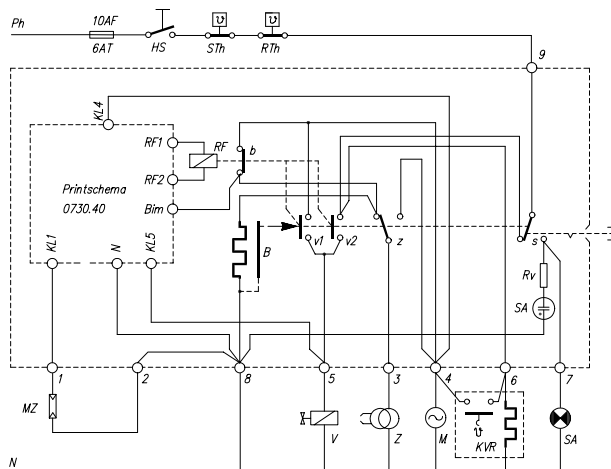 Ph
10AF
6AT
HS
STh
RTh
9
KL4
RF1
RF
b
Printschema
0730.40
RF2
Bim
KL1
N
KL5
B
v1
v2
z
s
Rv
SA
1
2
8
5
3
4
6
7
MZ
V
Z
M
KVR
SA
N